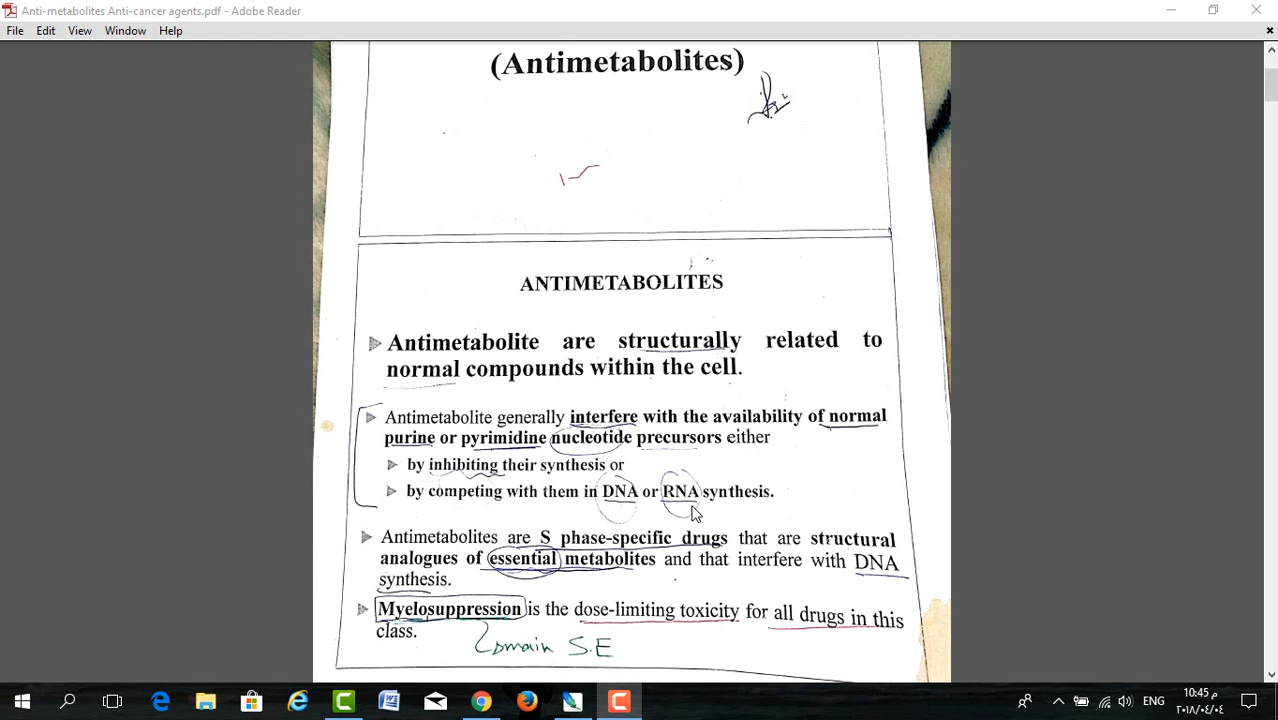 Anti-metabolites Anti-cancer agents.pdf - Adobe Reader
File Edit View Window Help
(Antimetabolites)
ANTIMETABOLITES
Antimetabolite are structurally related to
normal compounds within the cell.
Antimetabolite generally interfere with the availability of normal
purine or pyrimidine nucleotide precursors either
by inhibiting their synthesis or
by competing with them in DNA or RNA synthesis.
Antimetabolites are S phase-specific drugs that are structural
analogues of essential metabolites and that interfere with DNA
synthesis.
Myelosuppression is the dose-limiting toxicity for all drugs in this
class.
main S.E
ENG
10:45 م
٢٠١٨/٠٤/٠٤